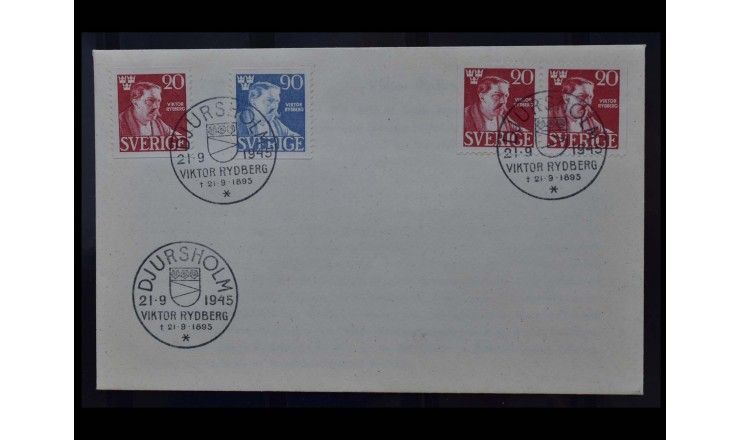 20
VIKTOR
RYDBERG
SVERIGE
90
VIKTOR
RYDBERG
SVERIGE
20
VIKTOR
RYDBERG
SVERIGE
20
VIKTOR
RYDBERG
SVERIGE
DJURSHOLM
21-9 1945
VIKTOR RYDBERG
† 21-9-1895
*
DJURSHOLM
21-9 1945
VIKTOR RYDBERG
† 21-9-1895
*
DJURSHOLM
21-9 1945
VIKTOR RYDBERG
† 21-9-1895
*